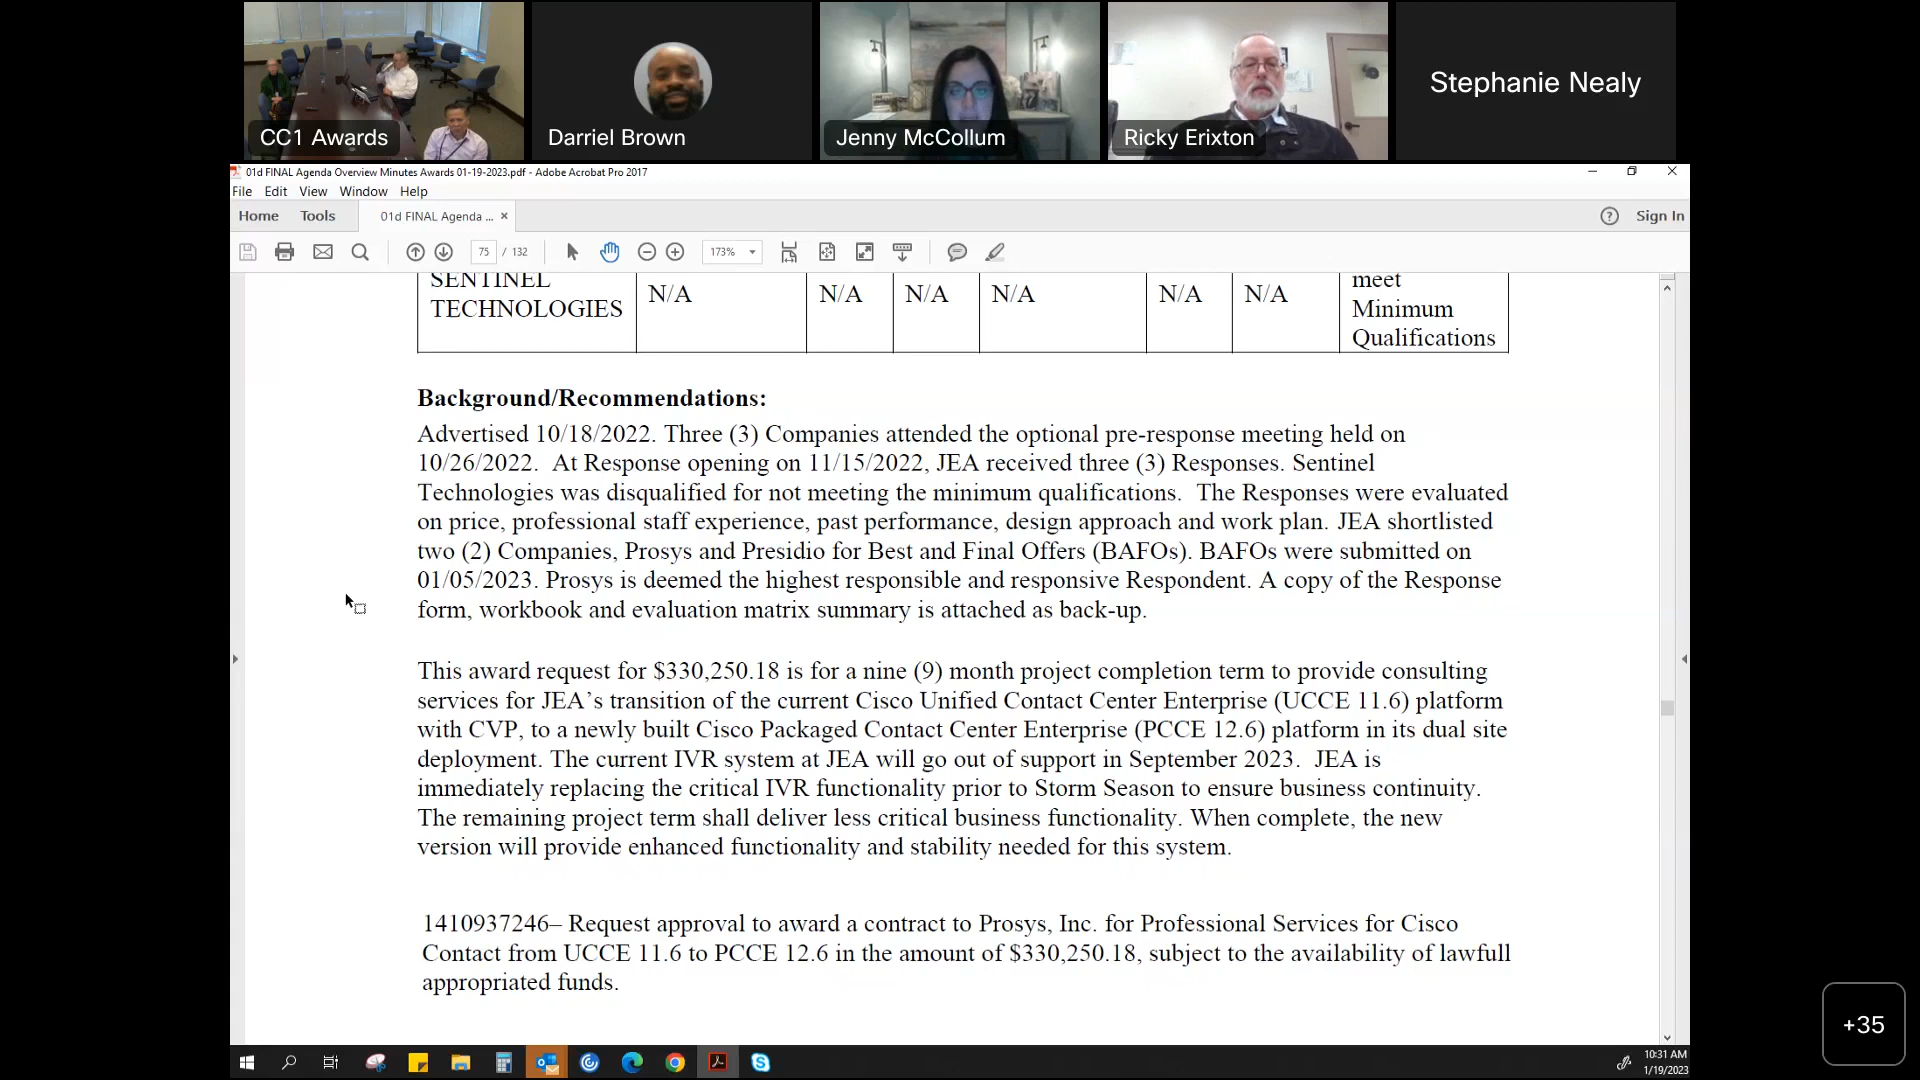 CC1 Awards
Darriel Brown
Jenny McCollum
Ricky Erixton
Stephanie Nealy
01d FINAL Agenda Overview Minutes Awards 01-19-2023.pdf - Adobe Acrobat Pro 2017
File Edit View Window Help
Home Tools 01d FINAL Agenda ... × Sign In
75 / 132 173%
SENTINEL
TECHNOLOGIES
N/A N/A N/A N/A N/A N/A
meet
Minimum
Qualifications
Background/Recommendations:
Advertised 10/18/2022. Three (3) Companies attended the optional pre-response meeting held on
10/26/2022. At Response opening on 11/15/2022, JEA received three (3) Responses. Sentinel
Technologies was disqualified for not meeting the minimum qualifications. The Responses were evaluated
on price, professional staff experience, past performance, design approach and work plan. JEA shortlisted
two (2) Companies, Prosys and Presidio for Best and Final Offers (BAFOs). BAFOs were submitted on
01/05/2023. Prosys is deemed the highest responsible and responsive Respondent. A copy of the Response
form, workbook and evaluation matrix summary is attached as back-up.
This award request for $330,250.18 is for a nine (9) month project completion term to provide consulting
services for JEA's transition of the current Cisco Unified Contact Center Enterprise (UCCE 11.6) platform
with CVP, to a newly built Cisco Packaged Contact Center Enterprise (PCCE 12.6) platform in its dual site
deployment. The current IVR system at JEA will go out of support in September 2023. JEA is
immediately replacing the critical IVR functionality prior to Storm Season to ensure business continuity.
The remaining project term shall deliver less critical business functionality. When complete, the new
version will provide enhanced functionality and stability needed for this system.
1410937246– Request approval to award a contract to Prosys, Inc. for Professional Services for Cisco
Contact from UCCE 11.6 to PCCE 12.6 in the amount of $330,250.18, subject to the availability of lawfull
appropriated funds.
+35
10:31 AM
1/19/2023